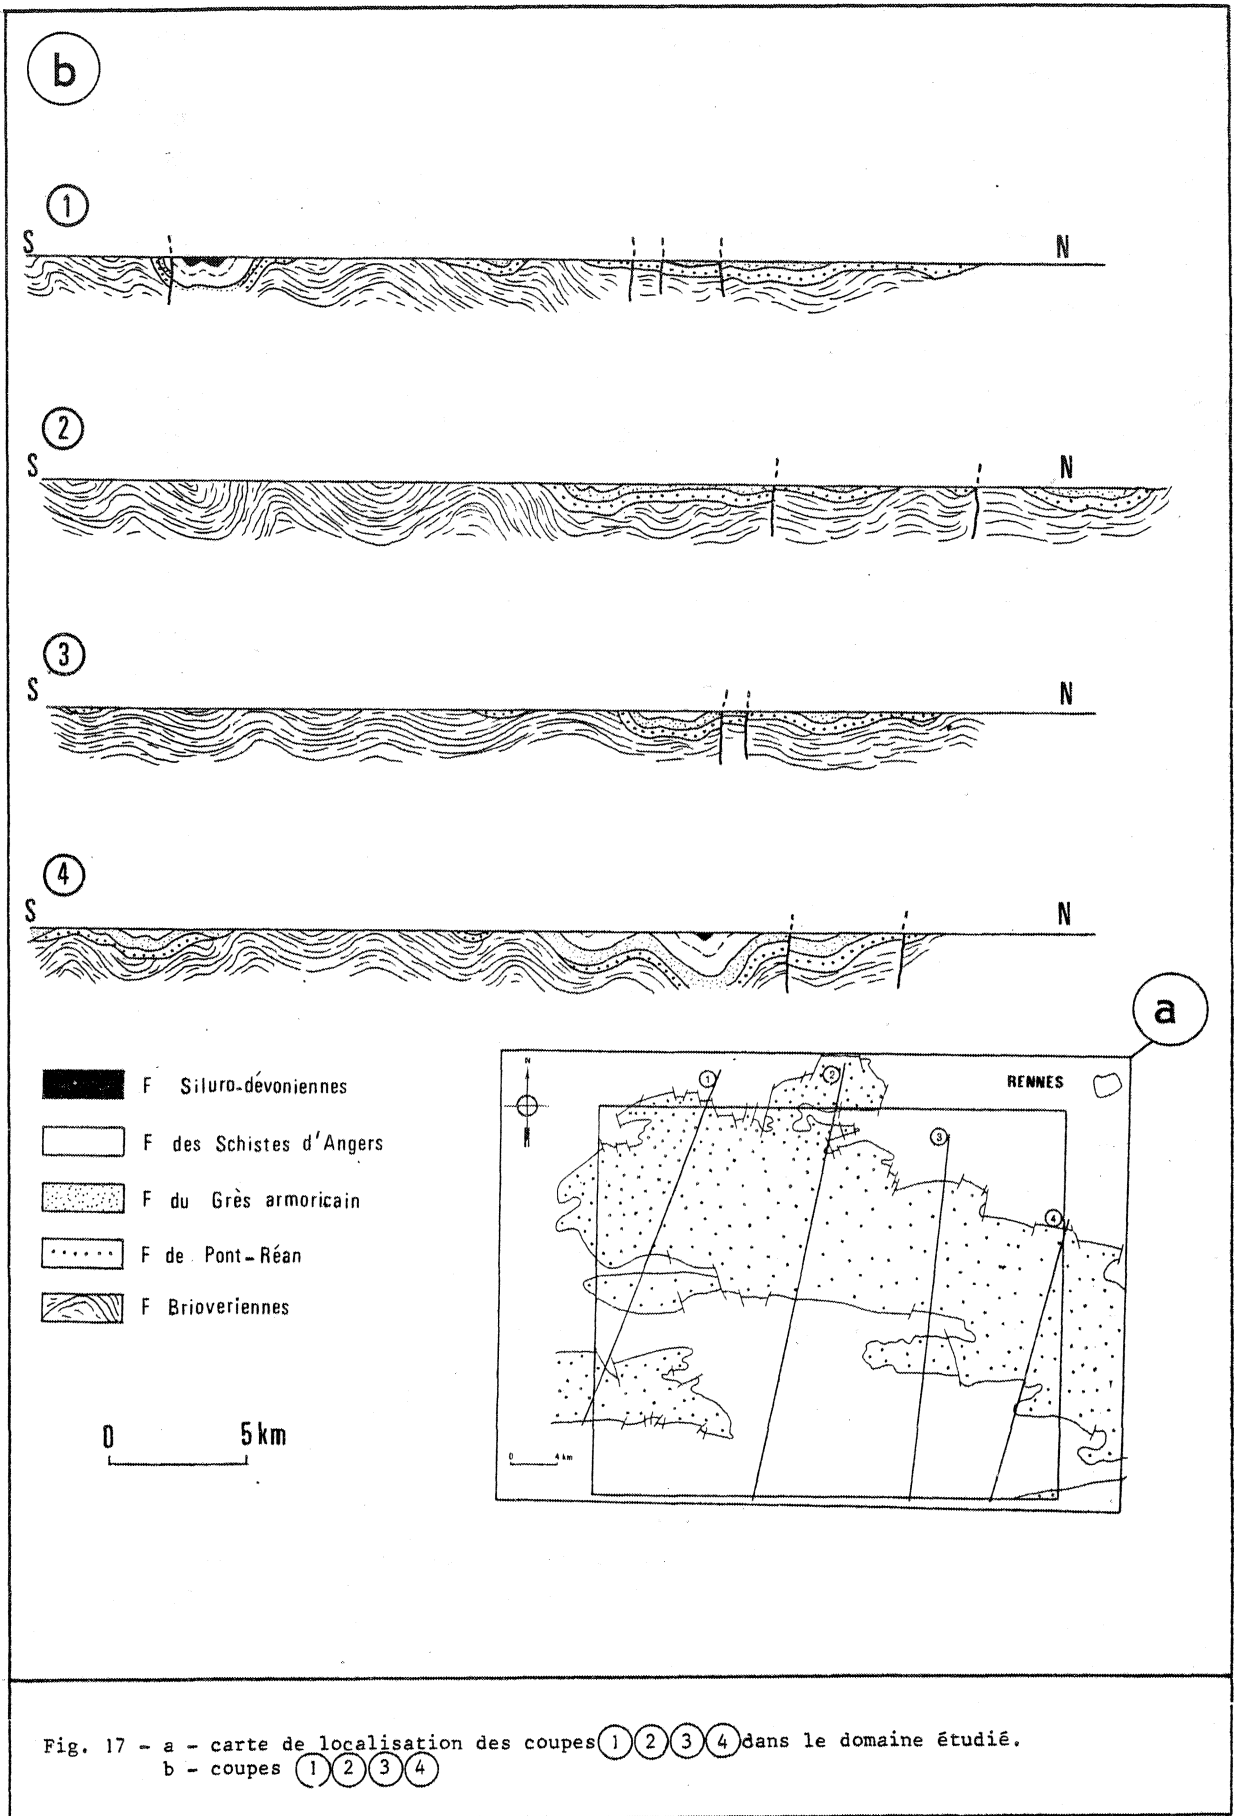 b
1
S N
2
S N
3
S N
4
S N
a
F Siluro-dévoniennes
F des Schistes d'Angers
F du Grès armoricain
F de Pont-Réan
F Brioveriennes
0 5 km
N
1
2
RENNES
3
4
0 4 km
Fig. 17 - a - carte de localisation des coupes 1 2 3 4 dans le domaine étudié.
b - coupes 1 2 3 4